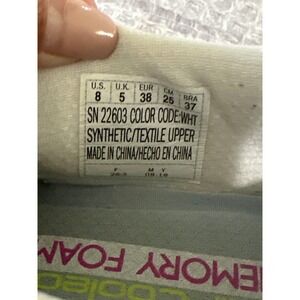 U.S. U.K. EUR CM BRA
8 5 38 25 37
SN 22603 COLOR CODE:WHT
SYNTHETIC/TEXTILE UPPER
MADE IN CHINA/HECHO EN CHINA
F M Y
MEMORY FOAM
cooled